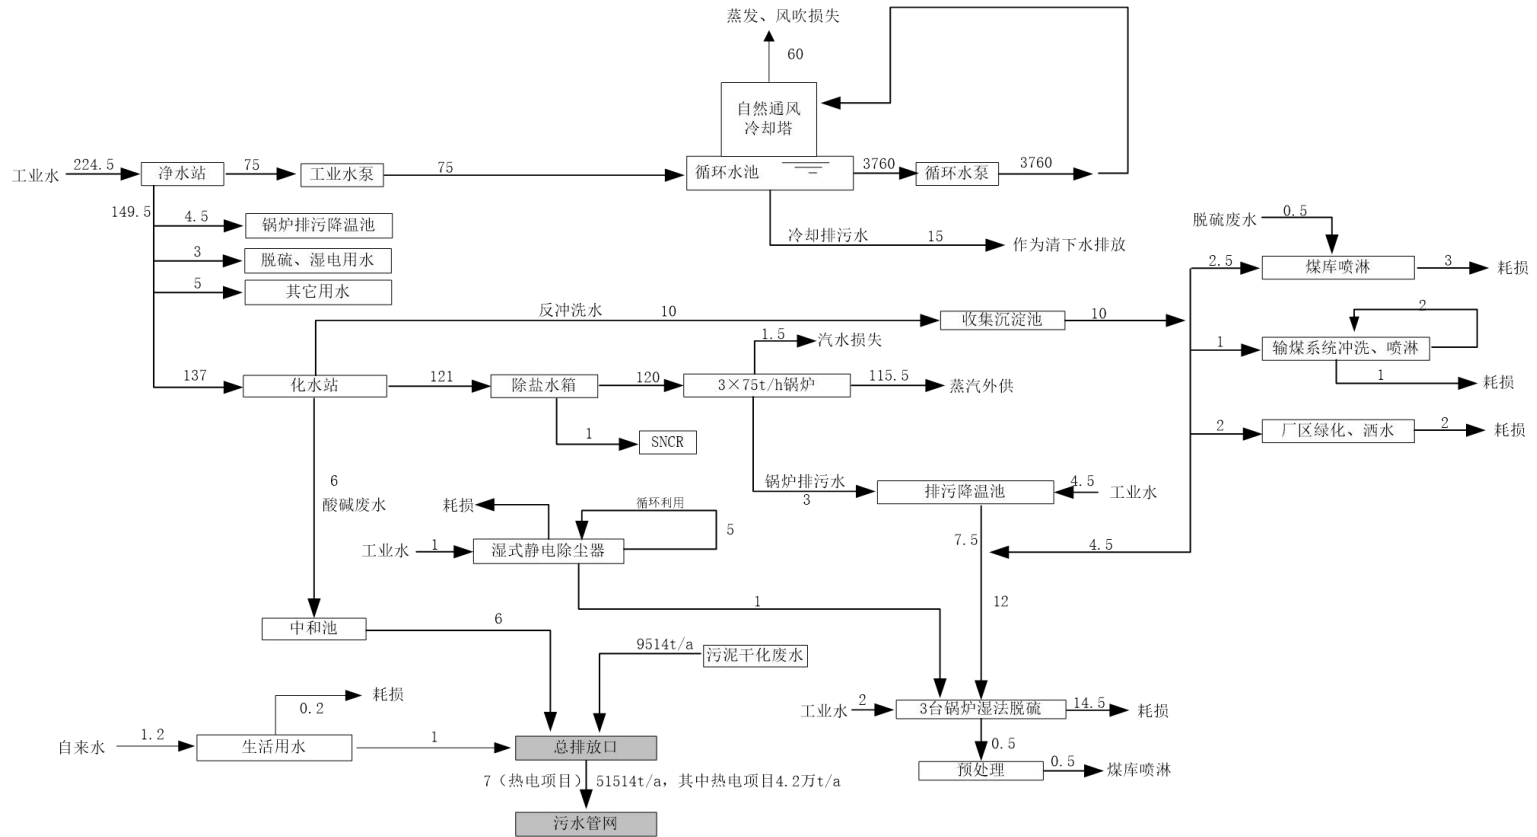 蒸发、风吹损失
60
自然通风
冷却塔
工业水
224.5
净水站
75
工业水泵
75
循环水池
3760
循环水泵
3760
149.5
4.5
锅炉排污降温池
冷却排污水
15
作为清下水排放
脱硫废水
0.5
3
脱硫、湿电用水
2.5
煤库喷淋
3
耗损
5
其它用水
反冲洗水
10
收集沉淀池
10
2
1.5
汽水损失
1
输煤系统冲洗、喷淋
137
化水站
121
除盐水箱
120
3×75t/h锅炉
115.5
蒸汽外供
1
耗损
1
SNCR
2
厂区绿化、洒水
2
耗损
6
酸碱废水
锅炉排污水
3
排污降温池
4.5
工业水
耗损
循环利用
5
工业水
1
湿式静电除尘器
7.5
4.5
1
12
中和池
6
9514t/a
污泥干化废水
耗损
0.2
工业水
2
3台锅炉湿法脱硫
14.5
耗损
自来水
1.2
生活用水
1
总排放口
0.5
预处理
0.5
煤库喷淋
7（热电项目）
51514t/a，其中热电项目4.2万t/a
污水管网